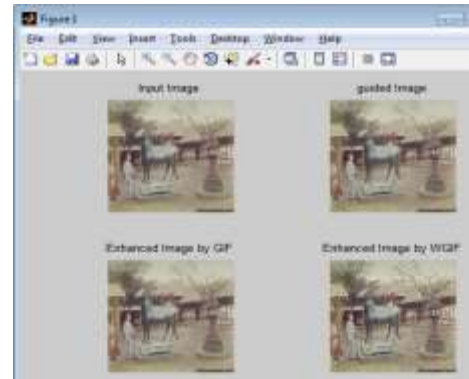 Figure 1
File Edit View Insert Tools Desktop Window Help
Input Image
guided Image
Enhanced Image by GIF
Enhanced Image by WGIF